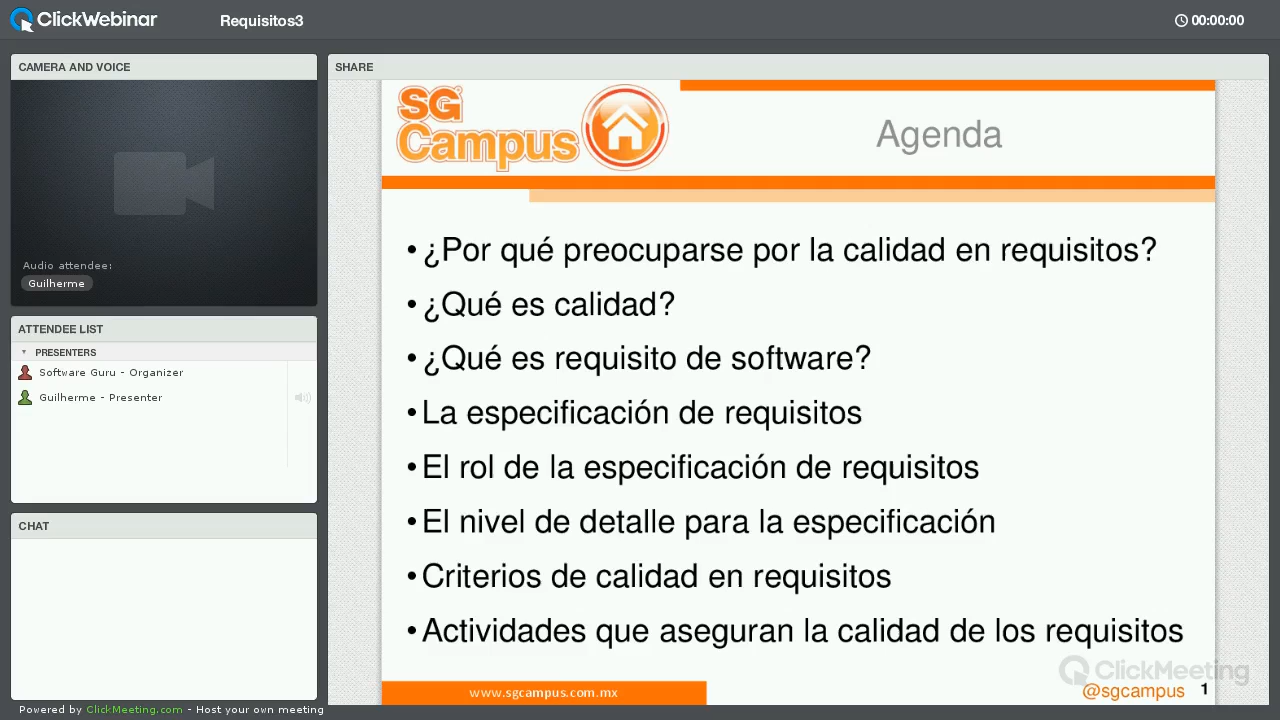 ClickWebinar
Requisitos3
00:00:00
CAMERA AND VOICE
Audio attendee:
Guilherme
ATTENDEE LIST
PRESENTERS
Software Guru - Organizer
Guilherme - Presenter
CHAT
Powered by ClickMeeting.com - Host your own meeting
SHARE
SG
Campus
Agenda
• ¿Por qué preocuparse por la calidad en requisitos?
• ¿Qué es calidad?
• ¿Qué es requisito de software?
• La especificación de requisitos
• El rol de la especificación de requisitos
• El nivel de detalle para la especificación
• Criterios de calidad en requisitos
• Actividades que aseguran la calidad de los requisitos
ClickMeeting
www.sgcampus.com.mx
@sgcampus 1